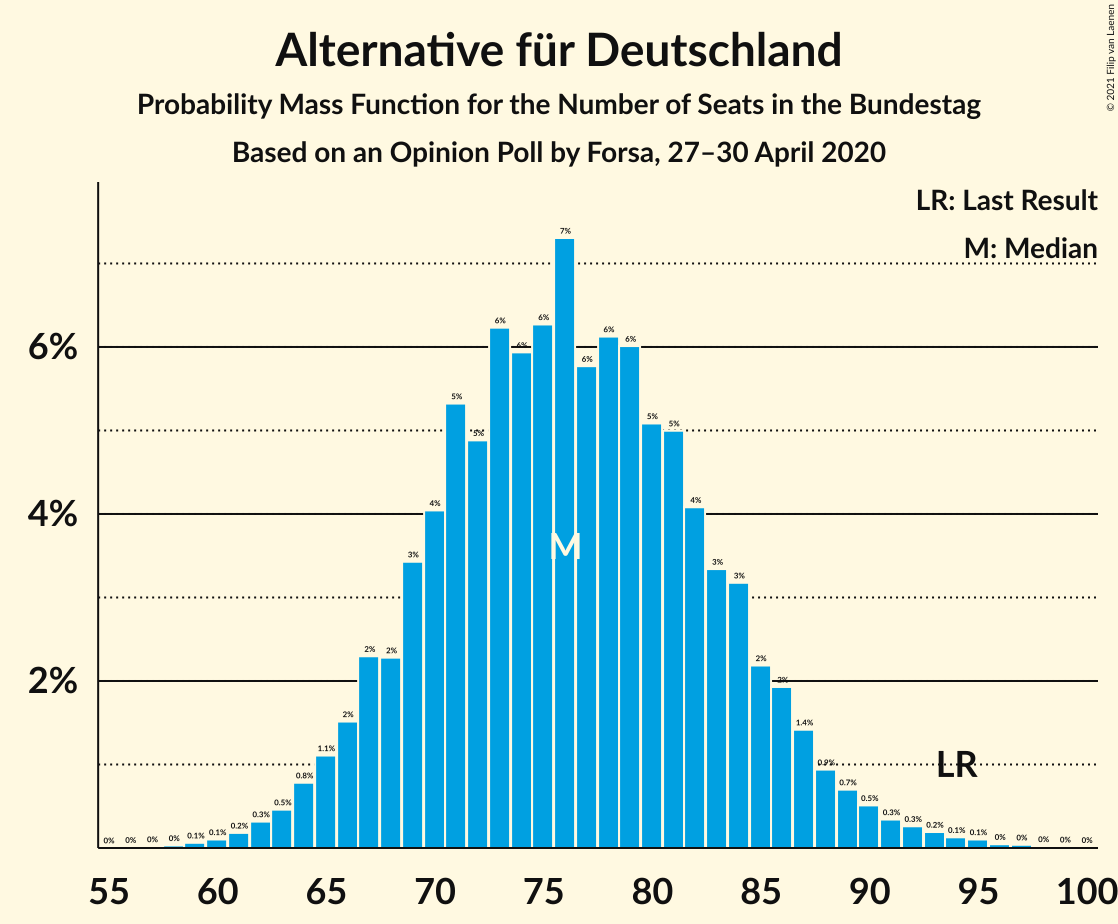 Alternative für Deutschland
Probability Mass Function for the Number of Seats in the Bundestag
Based on an Opinion Poll by Forsa, 27–30 April 2020
© 2021 Filip van Laenen
LR: Last Result
M: Median
6%
4%
2%
0% 0% 0% 0% 0.1% 0.1% 0.2% 0.3% 0.5% 0.8% 1.1% 2% 2% 2% 3% 4% 5% 5% 6% 6% 6% 7% 6% 6% 6% 5% 5% 4% 3% 3% 2% 2% 1.4% 0.9% 0.7% 0.5% 0.3% 0.3% 0.2% 0.1% 0.1% 0% 0% 0% 0% 0%
M
LR
55 60 65 70 75 80 85 90 95 100